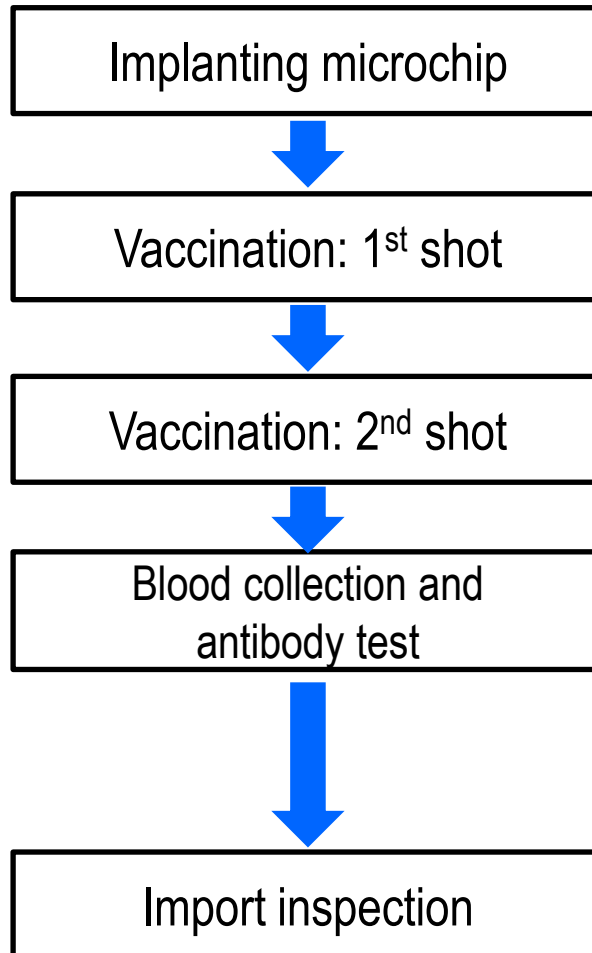 Implanting microchip
Vaccination: 1st shot
Vaccination: 2nd shot
Blood collection and
antibody test
Import inspection